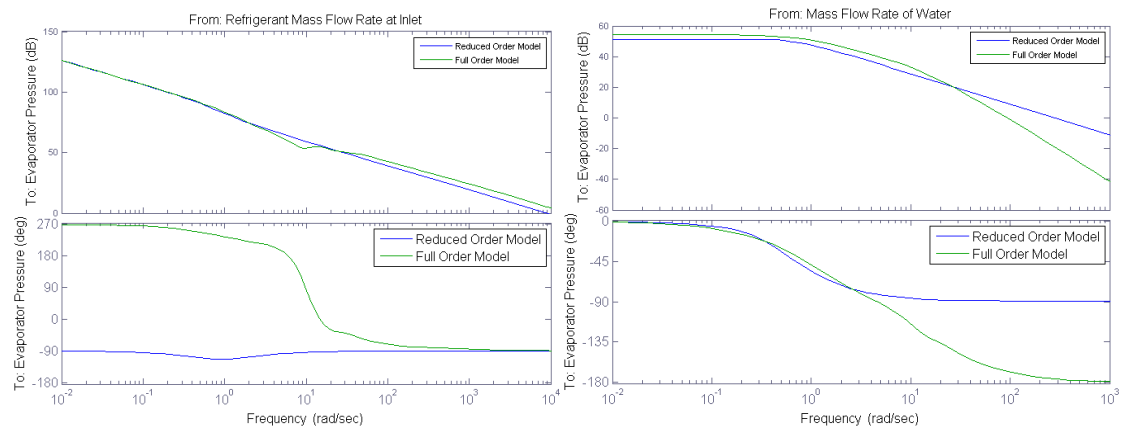 From: Refrigerant Mass Flow Rate at Inlet
150
100
50
0
To: Evaporator Pressure (dB)
Reduced Order Model
Full Order Model
270
180
90
0
-90
-180
To: Evaporator Pressure (deg)
Reduced Order Model
Full Order Model
10^-2 10^-1 10^0 10^1 10^2 10^3 10^4
Frequency (rad/sec)
From: Mass Flow Rate of Water
60
40
20
0
-20
-40
-60
To: Evaporator Pressure (dB)
Reduced Order Model
Full Order Model
0
-45
-90
-135
-180
To: Evaporator Pressure (deg)
Reduced Order Model
Full Order Model
10^-2 10^-1 10^0 10^1 10^2 10^3
Frequency (rad/sec)